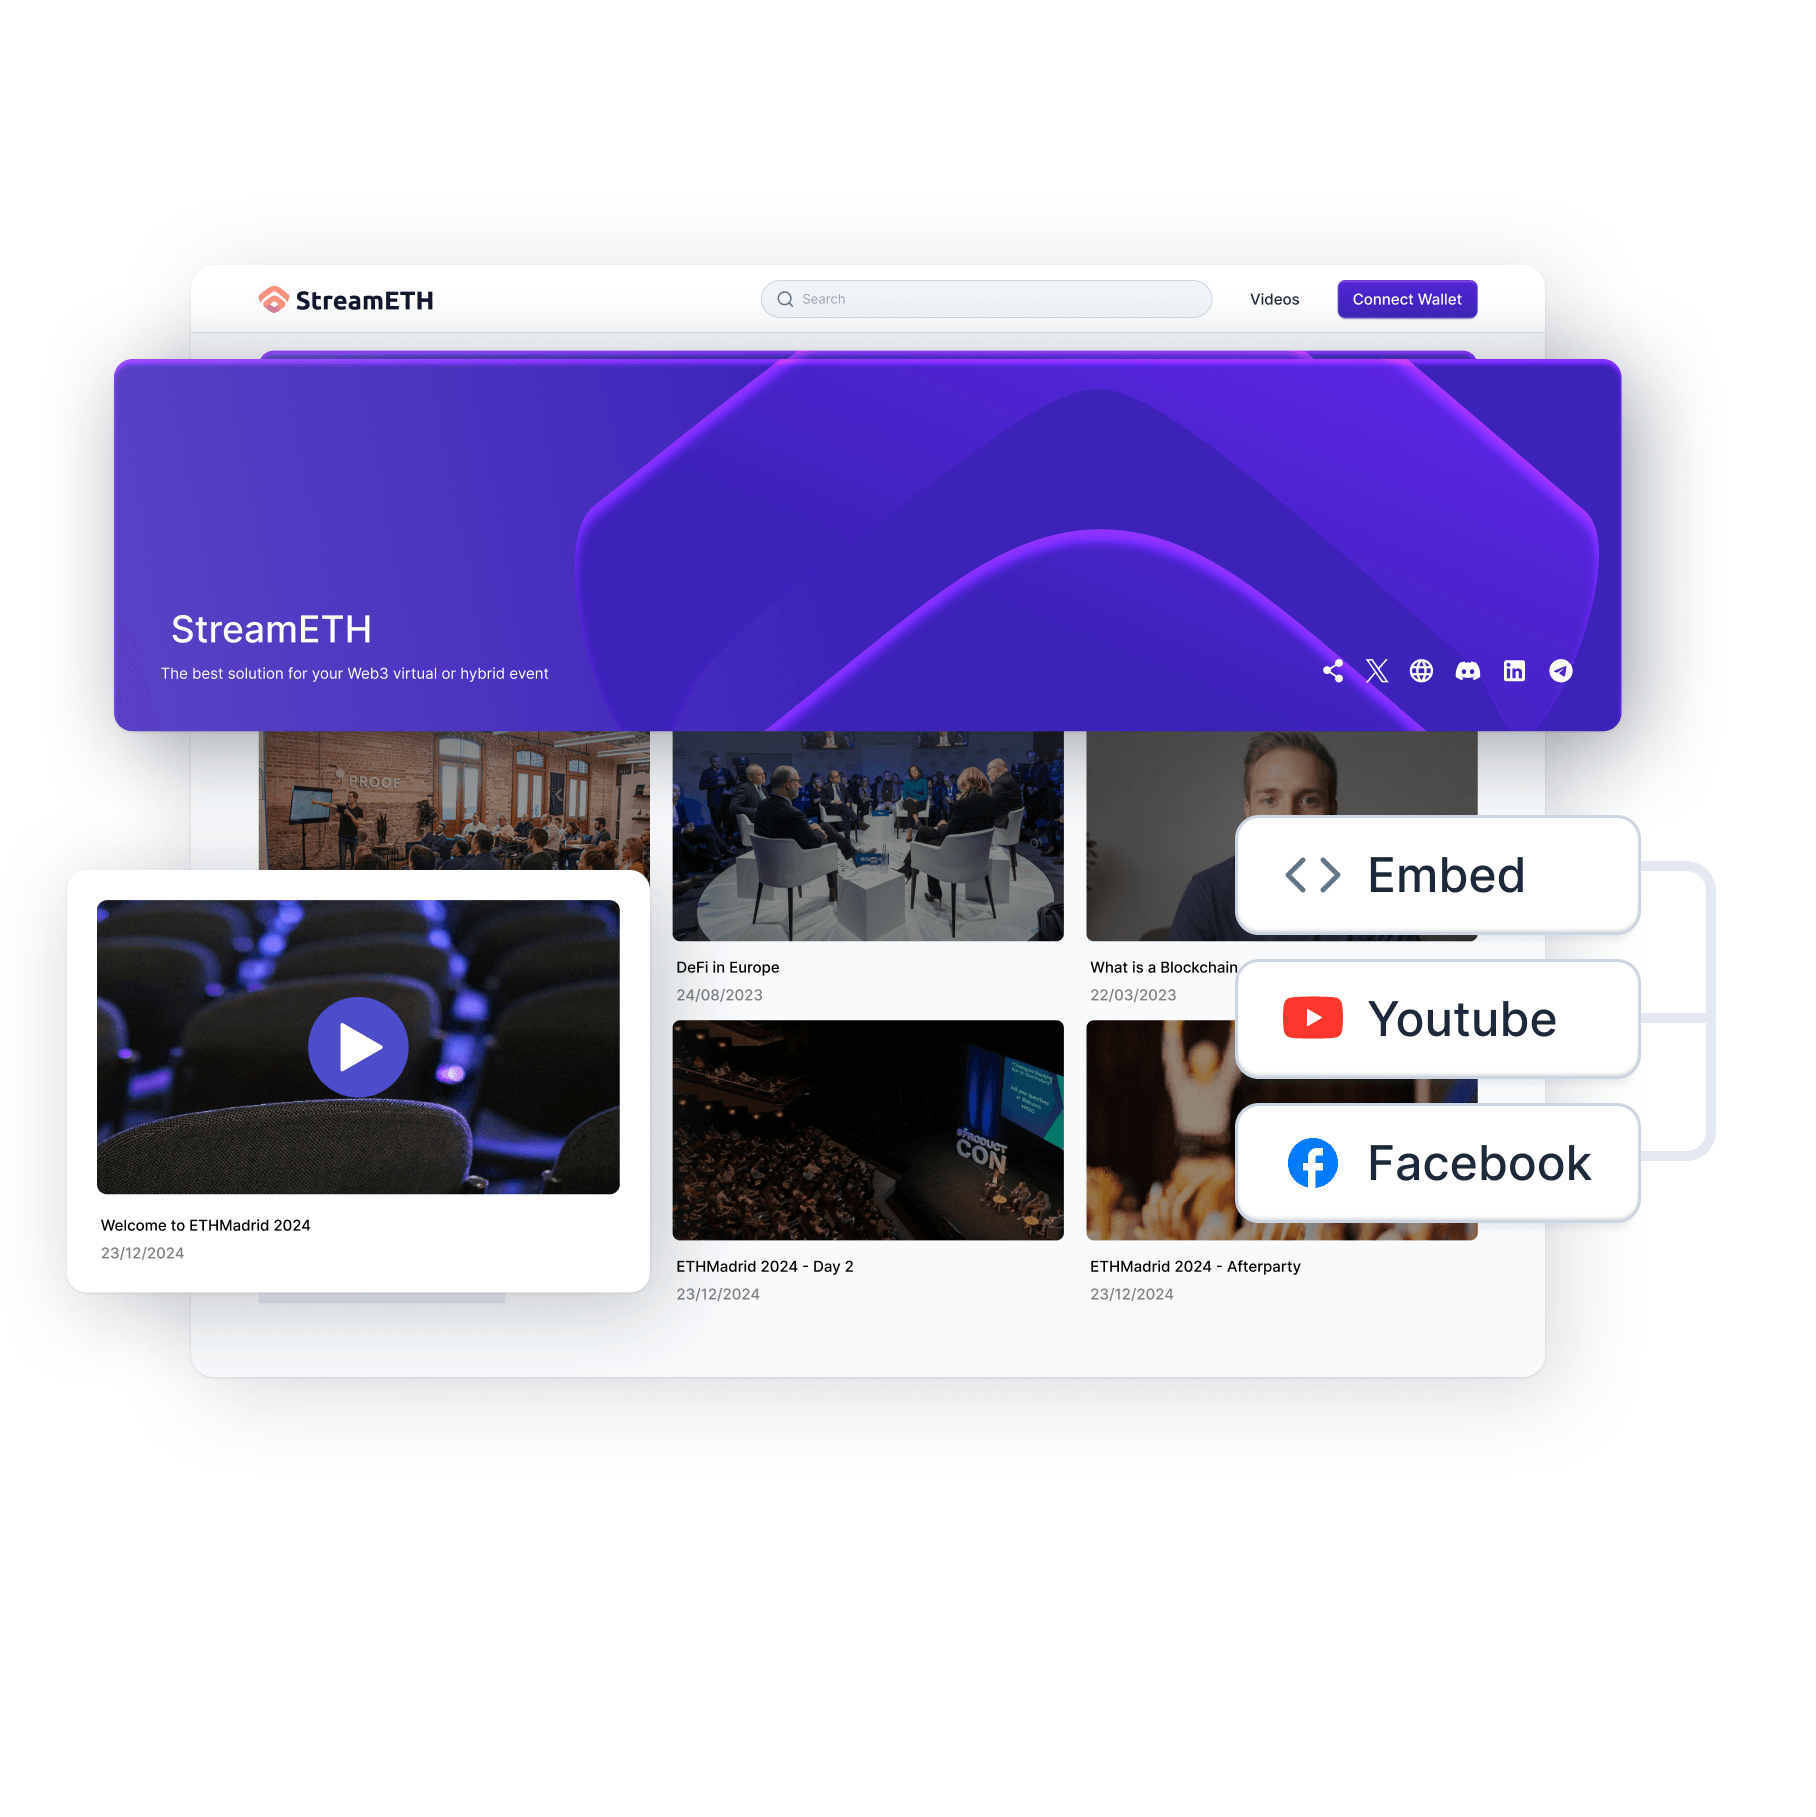 StreamETH
Search
Videos
Connect Wallet
StreamETH
The best solution for your Web3 virtual or hybrid event
PROOF
DeFi in Europe
24/08/2023
What is a Blockchain
22/03/2023
Embed
Youtube
Facebook
#PRODUCT
CON
Welcome to ETHMadrid 2024
23/12/2024
ETHMadrid 2024 - Day 2
23/12/2024
ETHMadrid 2024 - Afterparty
23/12/2024